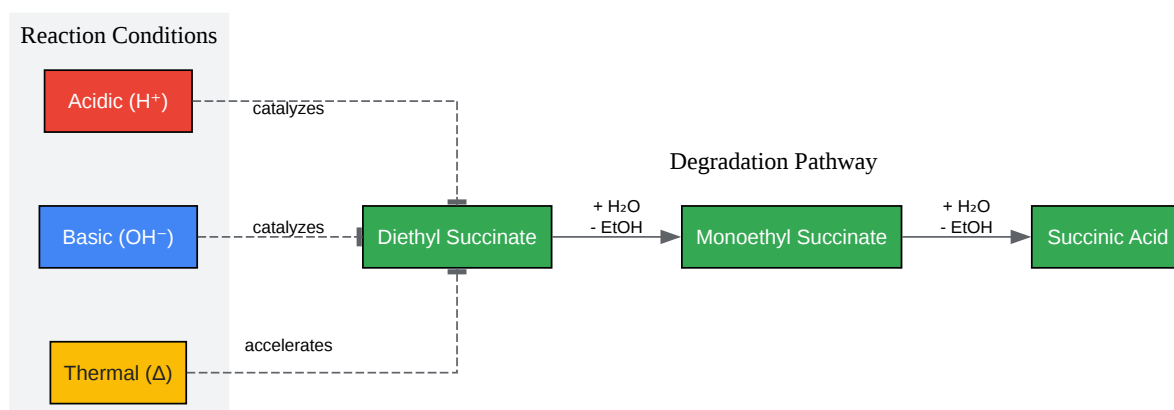 Reaction Conditions
Acidic (H⁺)
catalyzes
Degradation Pathway
Basic (OH⁻)
catalyzes
Diethyl Succinate
+ H₂O
- EtOH
Monoethyl Succinate
+ H₂O
- EtOH
Succinic Acid
accelerates
Thermal (Δ)